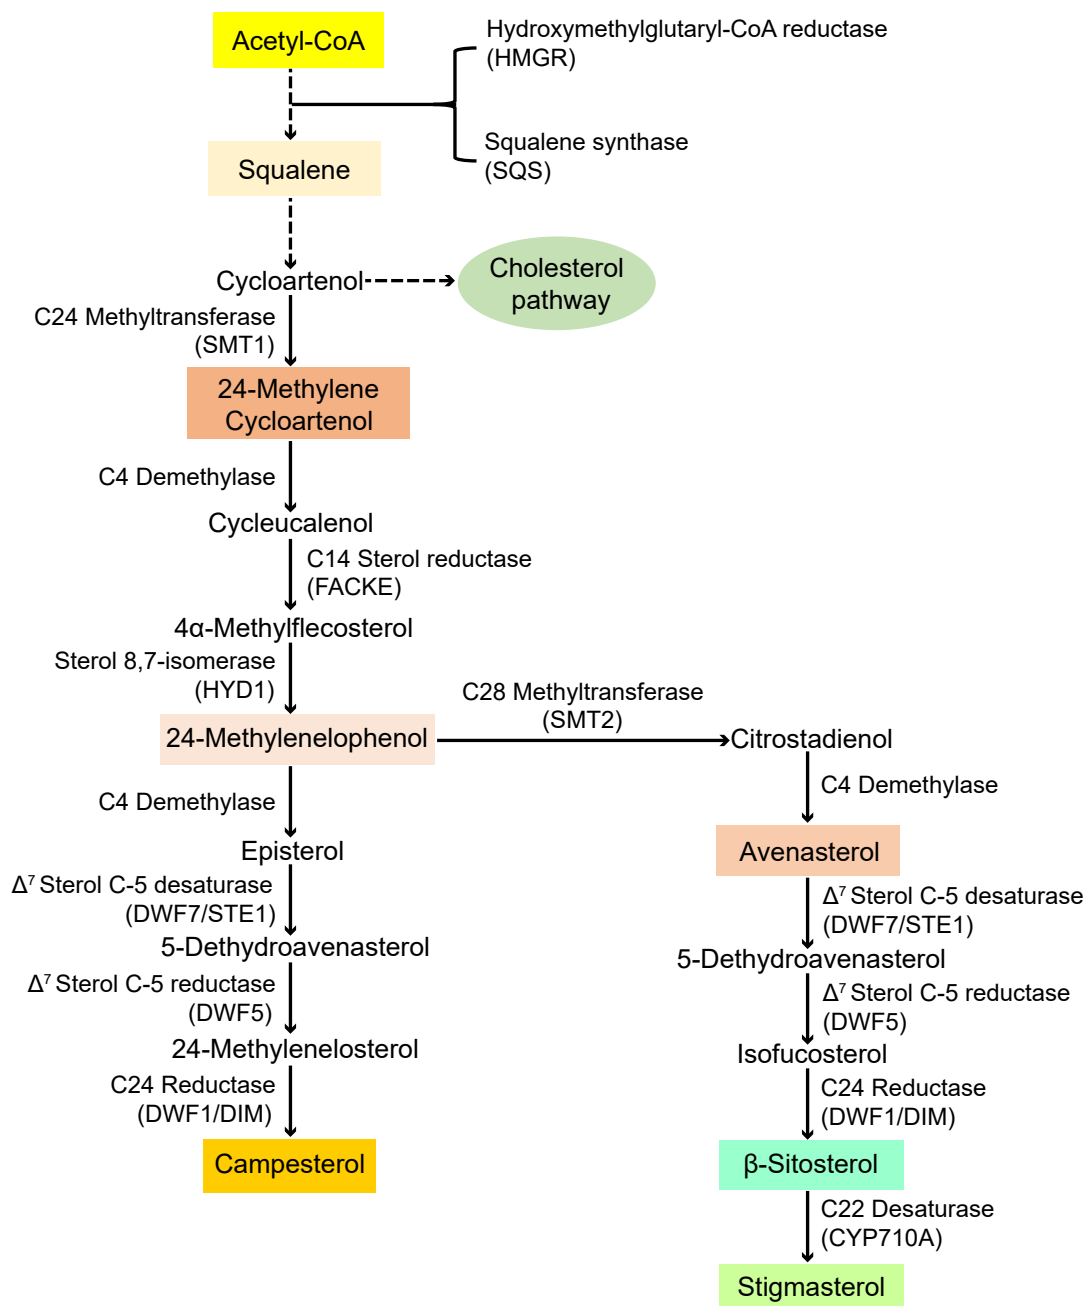 Acetyl-CoA
Hydroxymethylglutaryl-CoA reductase
(HMGR)
Squalene synthase
(SQS)
Squalene
Cycloartenol
Cholesterol
pathway
C24 Methyltransferase
(SMT1)
24-Methylene
Cycloartenol
C4 Demethylase
Cycleucalenol
C14 Sterol reductase
(FACKE)
4α-Methylflecosterol
Sterol 8,7-isomerase
(HYD1)
24-Methylenelophenol
C28 Methyltransferase
(SMT2)
Citrostadienol
C4 Demethylase
Episterol
Δ⁷ Sterol C-5 desaturase
(DWF7/STE1)
5-Dethydroavenasterol
Δ⁷ Sterol C-5 reductase
(DWF5)
24-Methylenelosterol
C24 Reductase
(DWF1/DIM)
Campesterol
C4 Demethylase
Avenasterol
Δ⁷ Sterol C-5 desaturase
(DWF7/STE1)
5-Dethydroavenasterol
Δ⁷ Sterol C-5 reductase
(DWF5)
Isofucosterol
C24 Reductase
(DWF1/DIM)
β-Sitosterol
C22 Desaturase
(CYP710A)
Stigmasterol